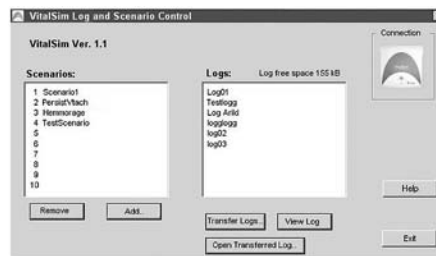 VitalSim Log and Scenario Control
Connection
VitalSim Ver. 1.1
Scenarios:
Logs:
Log free space 155 kB
1 Scenario1
2 PersistVtach
3 Hemmorage
4 TestScenario
5
6
7
8
9
10
Log01
Testlogg
Log Arild
logglogg
log02
log03
Remove
Add...
Transfer Logs...
View Log
Open Transferred Log...
Help
Exit